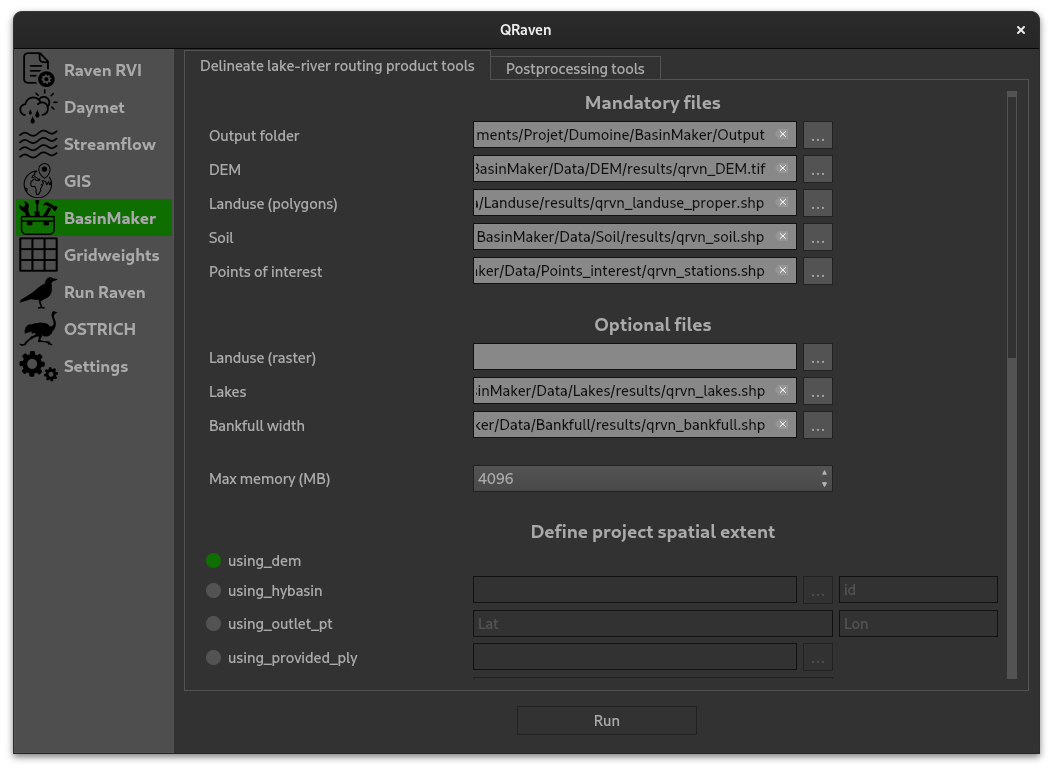 QRaven
Raven RVI
Daymet
Streamflow
GIS
BasinMaker
Gridweights
Run Raven
OSTRICH
Settings
Delineate lake-river routing product tools
Postprocessing tools
Mandatory files
Output folder ments/Projet/Dumoine/BasinMaker/Output ...
DEM BasinMaker/Data/DEM/results/qrvn_DEM.tif ...
Landuse (polygons) /Landuse/results/qrvn_landuse_proper.shp ...
Soil BasinMaker/Data/Soil/results/qrvn_soil.shp ...
Points of interest ker/Data/Points_interest/qrvn_stations.shp ...
Optional files
Landuse (raster) ...
Lakes inMaker/Data/Lakes/results/qrvn_lakes.shp ...
Bankfull width er/Data/Bankfull/results/qrvn_bankfull.shp ...
Max memory (MB) 4096
Define project spatial extent
using_dem
using_hybasin ... id
using_outlet_pt Lat Lon
using_provided_ply ...
Run